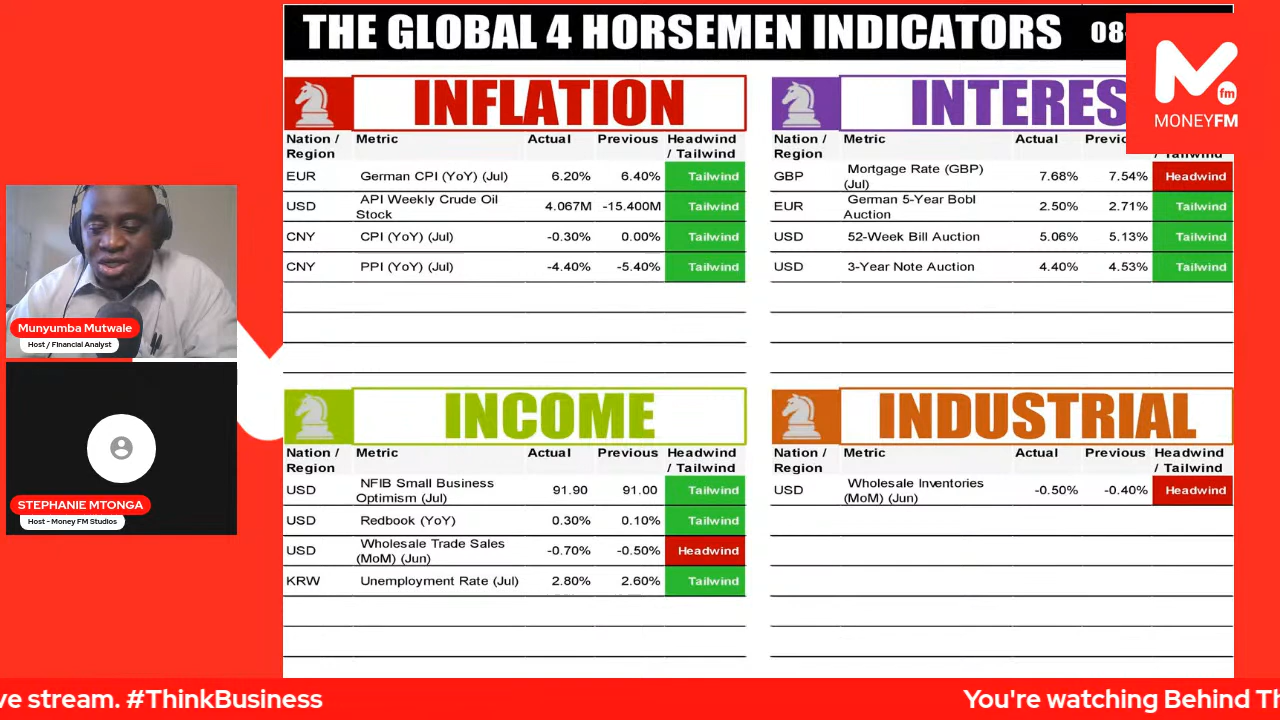 THE GLOBAL 4 HORSEMEN INDICATORS 08
M
fm
MONEYFM
INFLATION
Nation / Region Metric Actual Previous Headwind / Tailwind
EUR German CPI (YoY) (Jul) 6.20% 6.40% Tailwind
USD API Weekly Crude Oil Stock 4.067M -15.400M Tailwind
CNY CPI (YoY) (Jul) -0.30% 0.00% Tailwind
CNY PPI (YoY) (Jul) -4.40% -5.40% Tailwind
INTERES
Nation / Region Metric Actual Previo / Tailwind
GBP Mortgage Rate (GBP) (Jul) 7.68% 7.54% Headwind
EUR German 5-Year Bobl Auction 2.50% 2.71% Tailwind
USD 52-Week Bill Auction 5.06% 5.13% Tailwind
USD 3-Year Note Auction 4.40% 4.53% Tailwind
INCOME
Nation / Region Metric Actual Previous Headwind / Tailwind
USD NFIB Small Business Optimism (Jul) 91.90 91.00 Tailwind
USD Redbook (YoY) 0.30% 0.10% Tailwind
USD Wholesale Trade Sales (MoM) (Jun) -0.70% -0.50% Headwind
KRW Unemployment Rate (Jul) 2.80% 2.60% Tailwind
INDUSTRIAL
Nation / Region Metric Actual Previous Headwind / Tailwind
USD Wholesale Inventories (MoM) (Jun) -0.50% -0.40% Headwind
Munyumba Mutwale
Host / Financial Analyst
STEPHANIE MTONGA
Host - Money FM Studios
ve stream. #ThinkBusiness
You're watching Behind Th